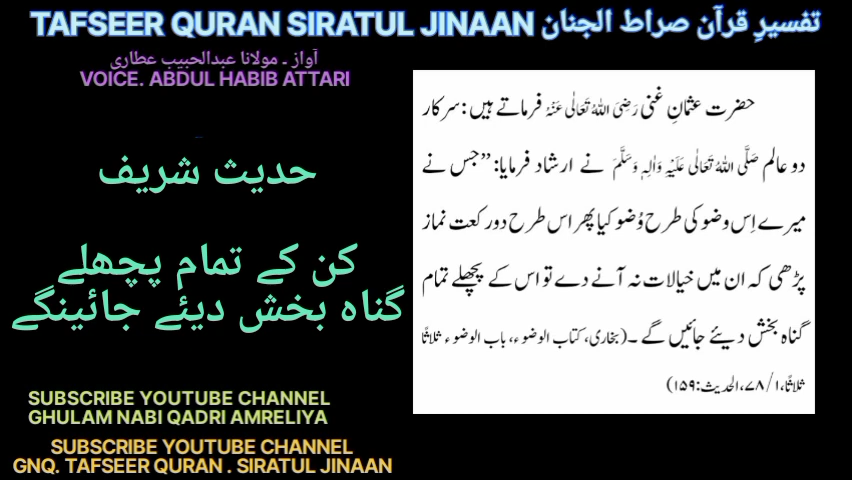 TAFSEER QURAN SIRATUL JINAAN تفسیرِ قرآن صراط الجنان
آواز ۔ مولانا عبدالحبیب عطاری
VOICE. ABDUL HABIB ATTARI
حدیث شریف
کن کے تمام پچھلے
گناہ بخش دیئے جائینگے
SUBSCRIBE YOUTUBE CHANNEL
GHULAM NABI QADRI AMRELIYA
SUBSCRIBE YOUTUBE CHANNEL
GNQ. TAFSEER QURAN . SIRATUL JINAAN
حضرت عثمانِ غنی رَضِیَ اللہُ تَعَالٰی عَنْہُ فرماتے ہیں : سرکارِ
دو عالم صَلَّی اللہُ تَعَالٰی عَلَیْہِ وَاٰلِہٖ وَسَلَّمَ نے ارشاد فرمایا: ’’جس نے
میرے اِس وضو کی طرح وُضو کیا پھر اس طرح دو رکعت نماز
پڑھی کہ ان میں خیالات نہ آنے دے تو اس کے پچھلے تمام
گناہ بخش دیئے جائیں گے ۔(بخاری، کتاب الوضوء، باب الوضوء ثلاثًا
ثلاثًا، ۱/۷۸، الحدیث: ۱۵۹)